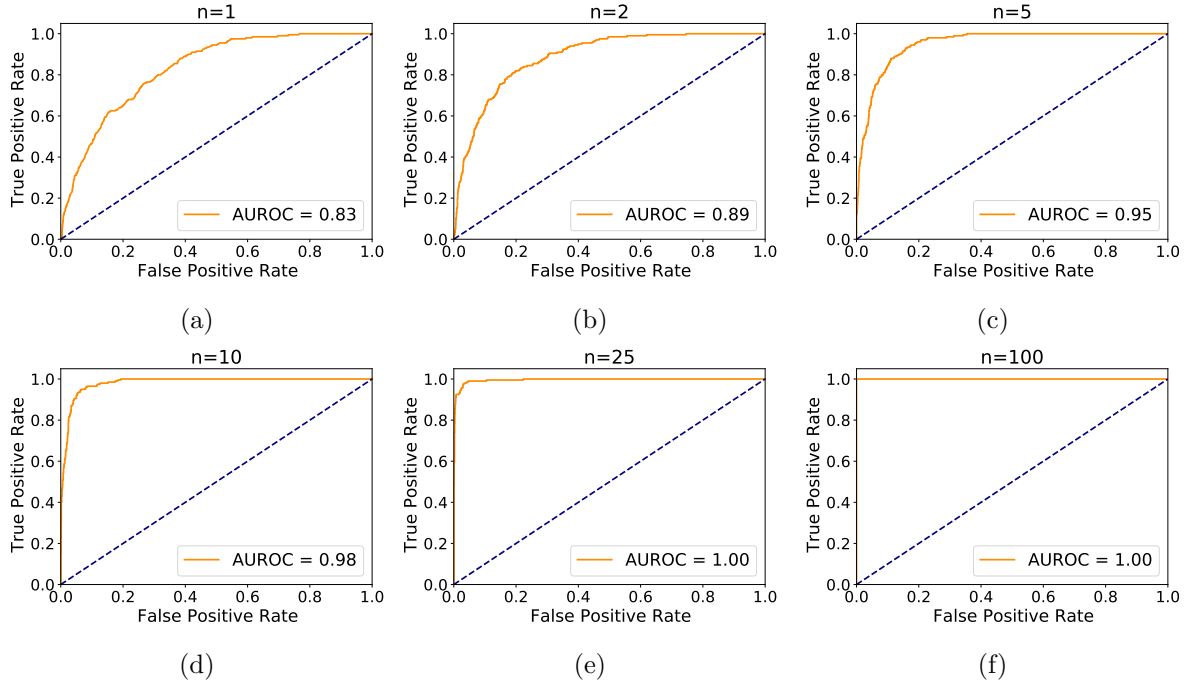 n=1
True Positive Rate
1.0
0.8
0.6
0.4
0.2
0.0
AUROC = 0.83
0.0 0.2 0.4 0.6 0.8 1.0
False Positive Rate
(a)
n=2
True Positive Rate
1.0
0.8
0.6
0.4
0.2
0.0
AUROC = 0.89
0.0 0.2 0.4 0.6 0.8 1.0
False Positive Rate
(b)
n=5
True Positive Rate
1.0
0.8
0.6
0.4
0.2
0.0
AUROC = 0.95
0.0 0.2 0.4 0.6 0.8 1.0
False Positive Rate
(c)
n=10
True Positive Rate
1.0
0.8
0.6
0.4
0.2
0.0
AUROC = 0.98
0.0 0.2 0.4 0.6 0.8 1.0
False Positive Rate
(d)
n=25
True Positive Rate
1.0
0.8
0.6
0.4
0.2
0.0
AUROC = 1.00
0.0 0.2 0.4 0.6 0.8 1.0
False Positive Rate
(e)
n=100
True Positive Rate
1.0
0.8
0.6
0.4
0.2
0.0
AUROC = 1.00
0.0 0.2 0.4 0.6 0.8 1.0
False Positive Rate
(f)